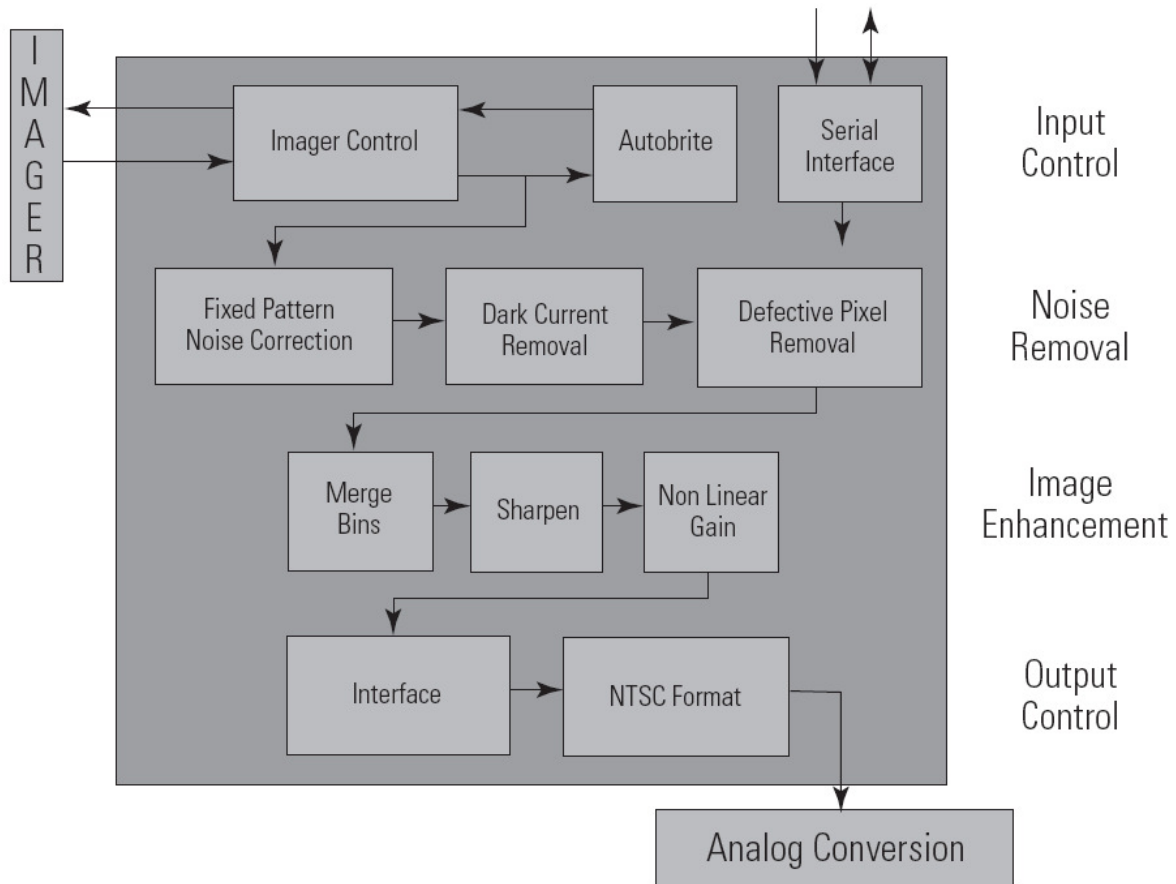 IMAGER
Imager Control
Autobrite
Serial
Interface
Input
Control
Fixed Pattern
Noise Correction
Dark Current
Removal
Defective Pixel
Removal
Noise
Removal
Merge
Bins
Sharpen
Non Linear
Gain
Image
Enhancement
Interface
NTSC Format
Output
Control
Analog Conversion